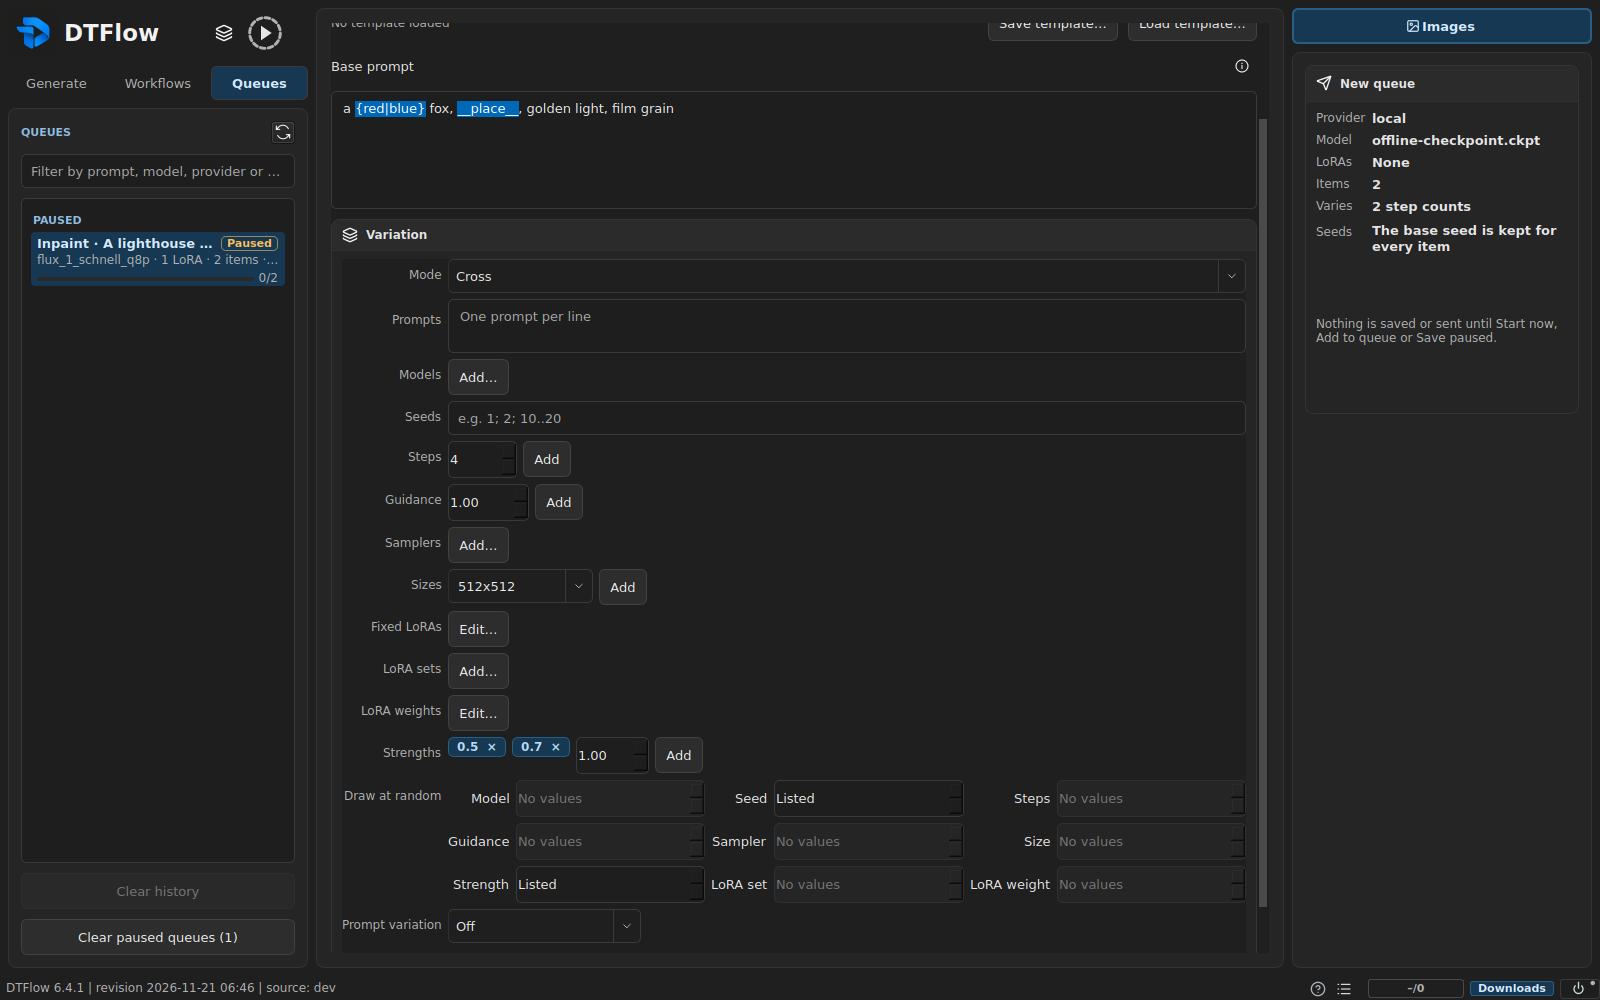 DTFlow
Generate
Workflows
Queues
QUEUES
Filter by prompt, model, provider or ...
PAUSED
Inpaint · A lighthouse ...
Paused
flux_1_schnell_q8p · 1 LoRA · 2 items ·...
0/2
Clear history
Clear paused queues (1)
No template loaded
Save template...
Load template...
Base prompt
a {red|blue} fox, __place__, golden light, film grain
Variation
Mode
Cross
Prompts
One prompt per line
Models
Add...
Seeds
e.g. 1; 2; 10..20
Steps
4
Add
Guidance
1.00
Add
Samplers
Add...
Sizes
512x512
Add
Fixed LoRAs
Edit...
LoRA sets
Add...
LoRA weights
Edit...
Strengths
0.5 ×
0.7 ×
1.00
Add
Draw at random
Model
No values
Seed
Listed
Steps
No values
Guidance
No values
Sampler
No values
Size
No values
Strength
Listed
LoRA set
No values
LoRA weight
No values
Prompt variation
Off
Images
New queue
Provider
local
Model
offline-checkpoint.ckpt
LoRAs
None
Items
2
Varies
2 step counts
Seeds
The base seed is kept for
every item
Nothing is saved or sent until Start now,
Add to queue or Save paused.
DTFlow 6.4.1 | revision 2026-11-21 06:46 | source: dev
-/0
Downloads